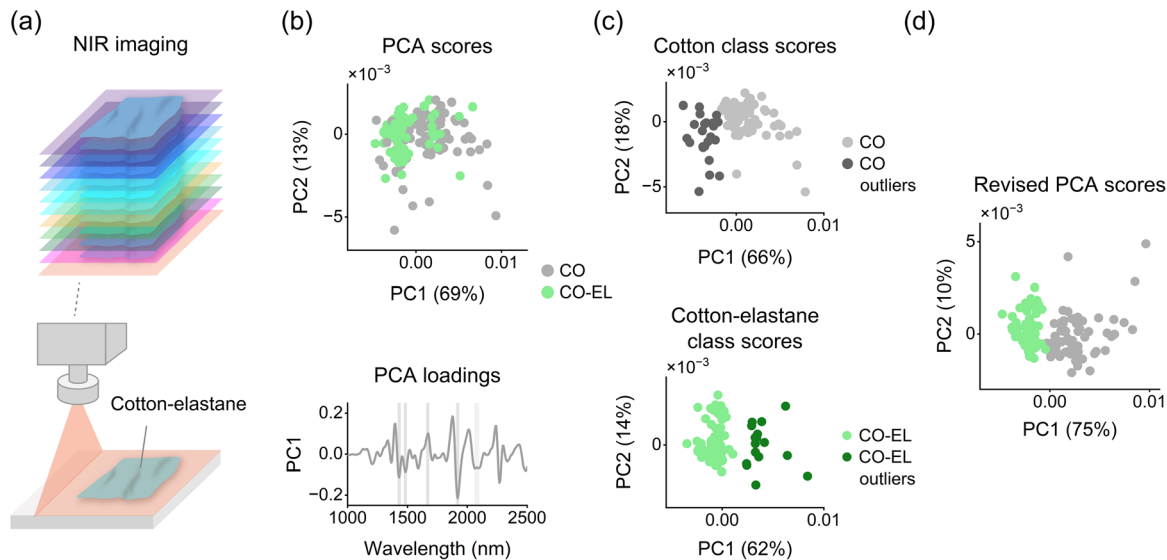 (a)
NIR imaging
Cotton-elastane
(b)
PCA scores
×10⁻³
0
−5
PC2 (13%)
0.00
0.01
PC1 (69%)
CO
CO-EL
PCA loadings
0.2
0.0
−0.2
PC1
1000
1500
2000
2500
Wavelength (nm)
(c)
Cotton class scores
×10⁻³
0
−5
PC2 (18%)
0.00
0.01
PC1 (66%)
CO
CO
outliers
Cotton-elastane
class scores
×10⁻³
0
PC2 (14%)
0.00
0.01
PC1 (62%)
CO-EL
CO-EL
outliers
(d)
Revised PCA scores
×10⁻³
5
0
PC2 (10%)
0.00
0.01
PC1 (75%)